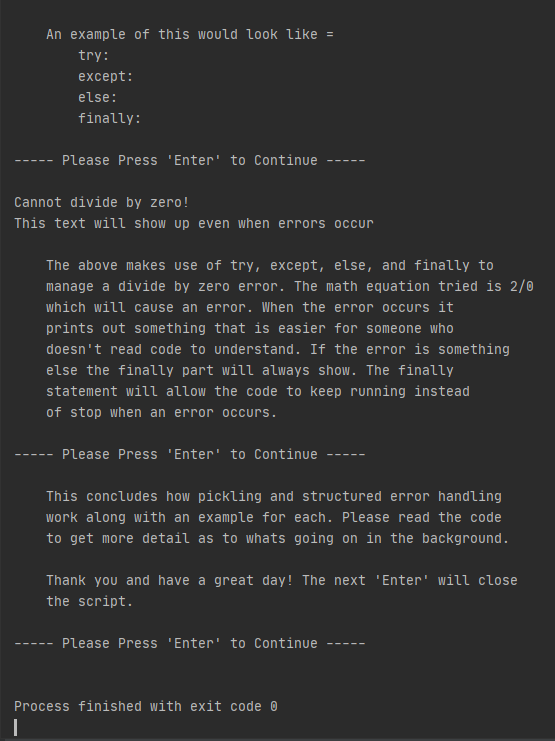 An example of this would look like =
try:
except:
else:
finally:
----- Please Press 'Enter' to Continue -----
Cannot divide by zero!
This text will show up even when errors occur
The above makes use of try, except, else, and finally to
manage a divide by zero error. The math equation tried is 2/0
which will cause an error. When the error occurs it
prints out something that is easier for someone who
doesn't read code to understand. If the error is something
else the finally part will always show. The finally
statement will allow the code to keep running instead
of stop when an error occurs.
----- Please Press 'Enter' to Continue -----
This concludes how pickling and structured error handling
work along with an example for each. Please read the code
to get more detail as to whats going on in the background.
Thank you and have a great day! The next 'Enter' will close
the script.
----- Please Press 'Enter' to Continue -----
Process finished with exit code 0